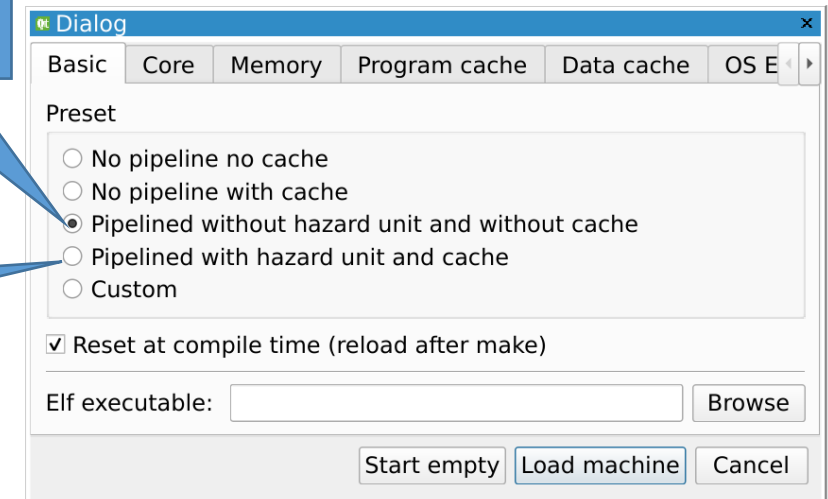 Qt Dialog x
Basic Core Memory Program cache Data cache OS E
Preset
No pipeline no cache
No pipeline with cache
Pipelined without hazard unit and without cache
Pipelined with hazard unit and cache
Custom
Reset at compile time (reload after make)
Elf executable: Browse
Start empty Load machine Cancel